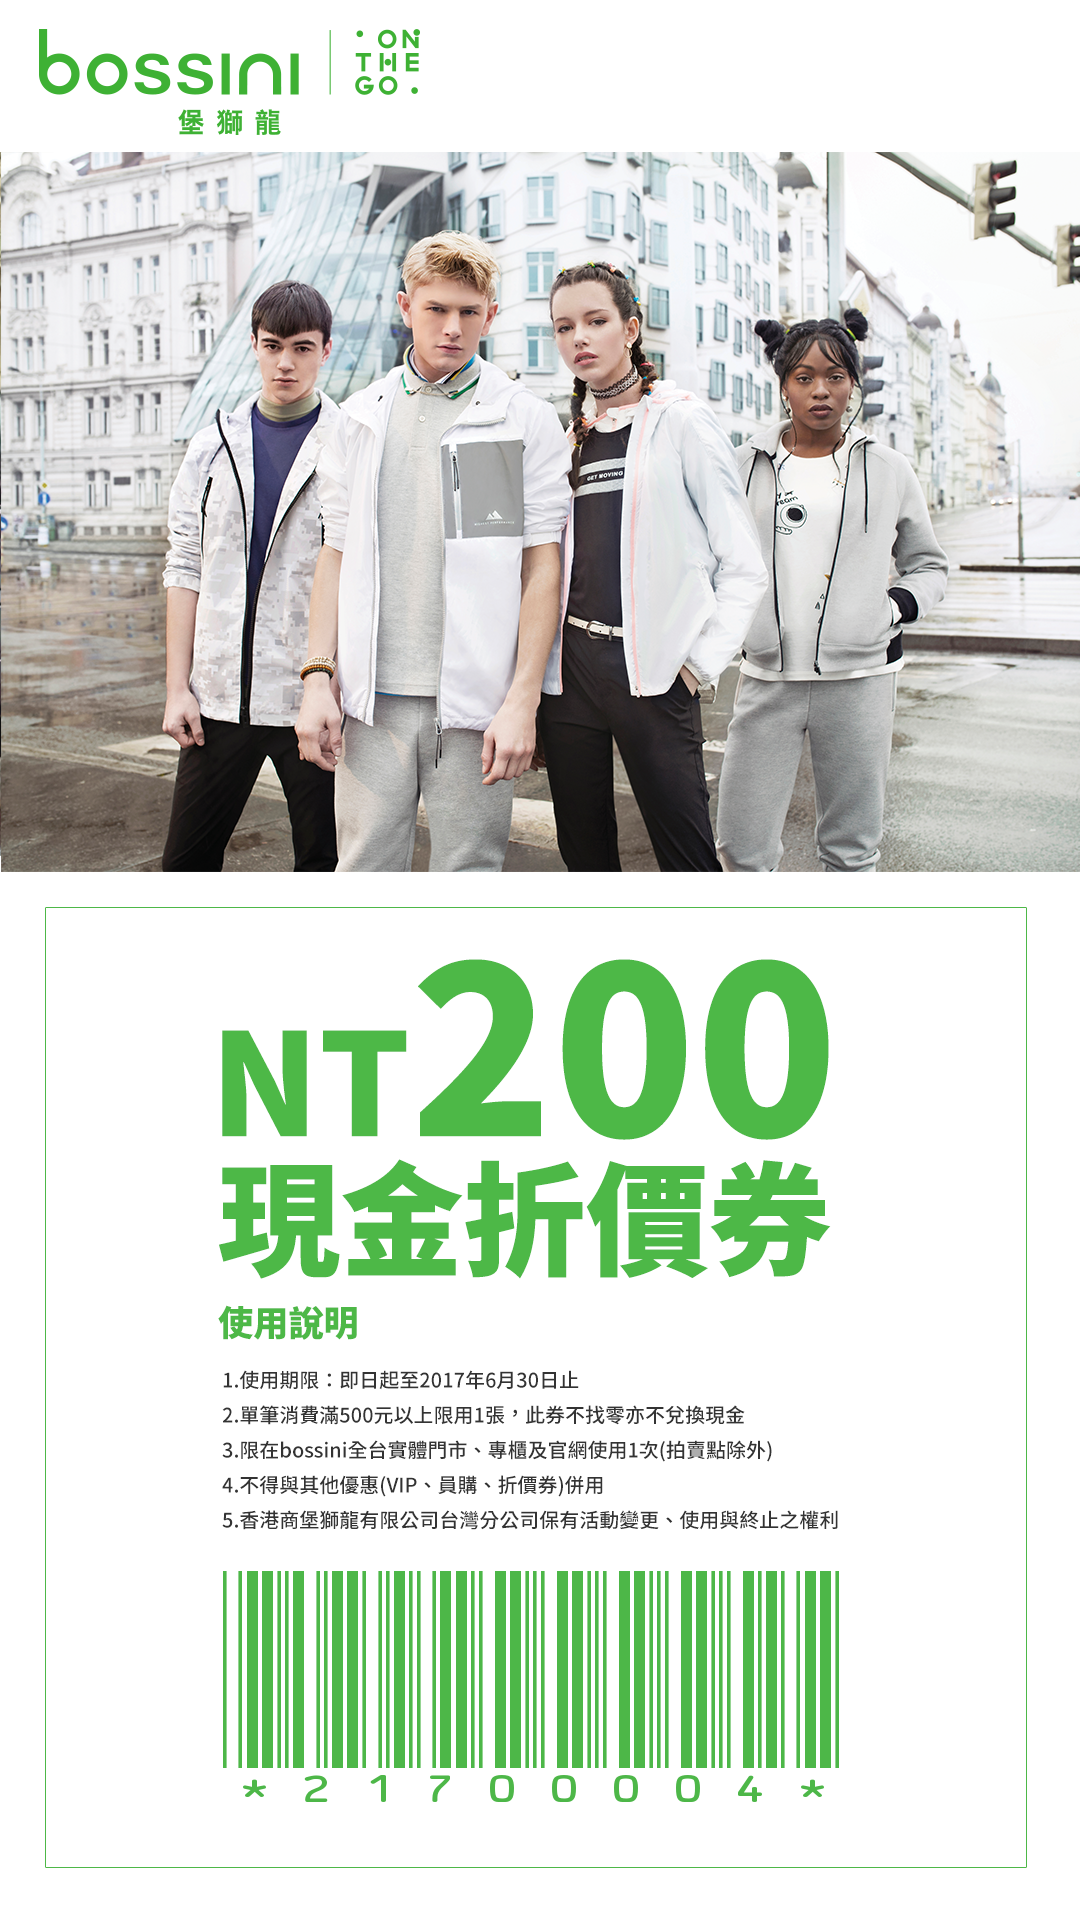 bossini
堡獅龍
ON
THE
GO
GET MOVING
NT200
現金折價券
使用說明
1.使用期限：即日起至2017年6月30日止
2.單筆消費滿500元以上限用1張，此券不找零亦不兌換現金
3.限在bossini全台實體門市、專櫃及官網使用1次(拍賣點除外)
4.不得與其他優惠(VIP、員購、折價券)併用
5.香港商堡獅龍有限公司台灣分公司保有活動變更、使用與終止之權利
*21700004*